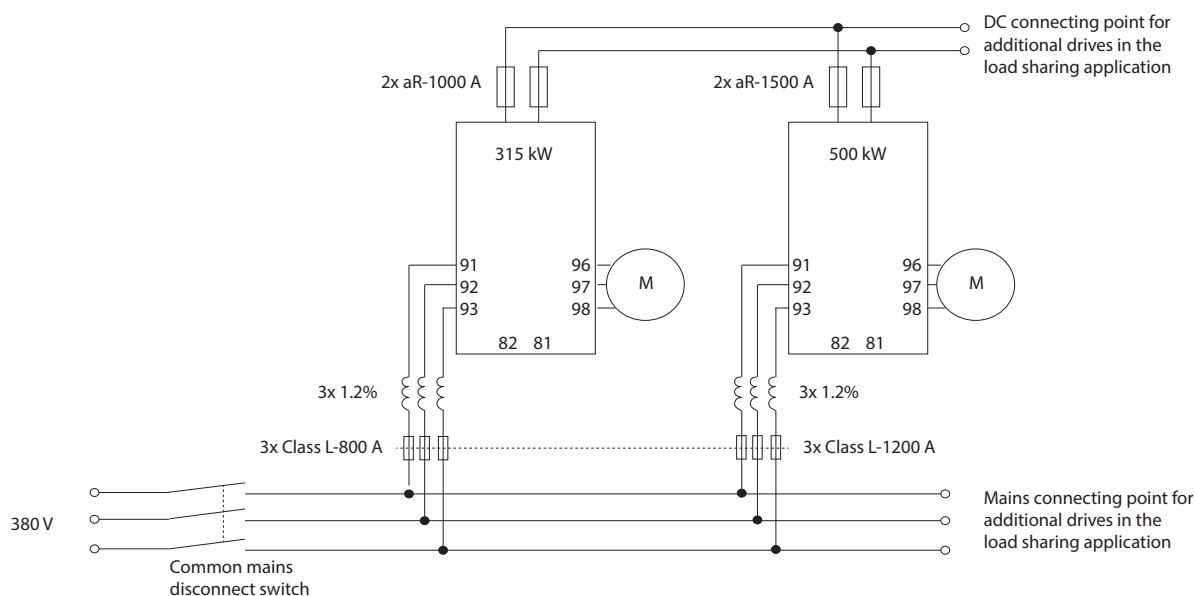 DC connecting point for
additional drives in the
load sharing application
2x aR-1000 A
2x aR-1500 A
315 kW
500 kW
91
92
93
96
97
98
M
82 81
91
92
93
96
97
98
M
82 81
3x 1.2%
3x 1.2%
3x Class L-800 A
3x Class L-1200 A
380 V
Mains connecting point for
additional drives in the
load sharing application
Common mains
disconnect switch